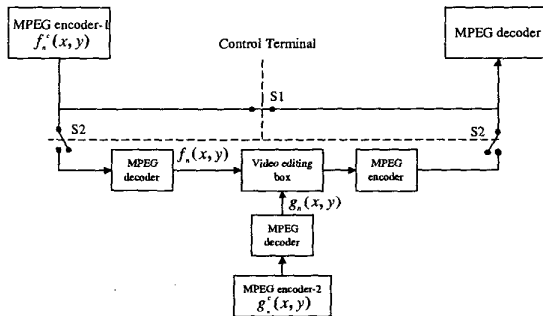 MPEG encoder-1
f_n^c(x, y)
MPEG decoder
Control Terminal
S1
S2
S2
MPEG
decoder
f_n(x, y)
Video editing
box
MPEG
encoder
g_n(x, y)
MPEG
decoder
MPEG encoder-2
g_n^c(x, y)